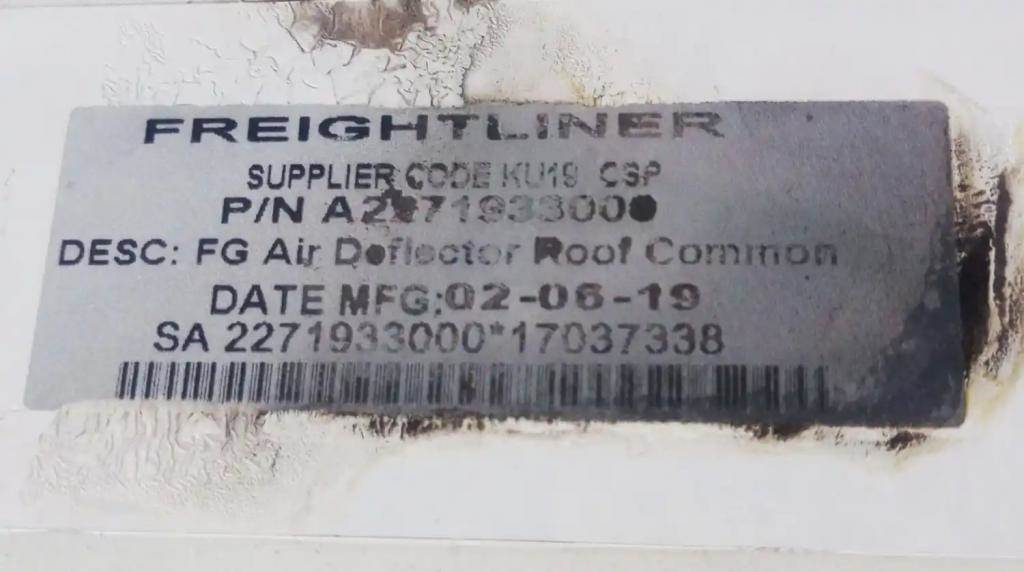 FREIGHTLINER
SUPPLIER CODE KU19 CSP
P/N A2271933000
DESC: FG Air Deflector Roof Common
DATE MFG:02-06-19
SA 2271933000*17037338